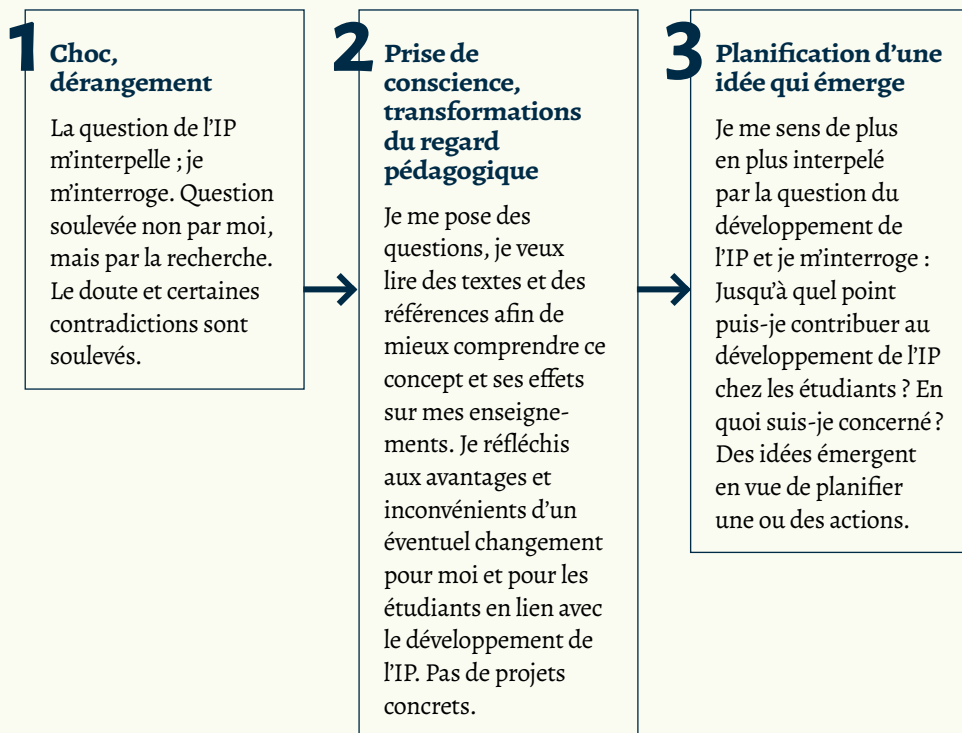 1
Choc,
dérangement
La question de l’IP
m’interpelle ; je
m’interroge. Question
soulevée non par moi,
mais par la recherche.
Le doute et certaines
contradictions sont
soulevés.
2
Prise de
conscience,
transformations
du regard
pédagogique
Je me pose des
questions, je veux
lire des textes et des
références afin de
mieux comprendre ce
concept et ses effets
sur mes enseigne-
ments. Je réfléchis
aux avantages et
inconvénients d’un
éventuel changement
pour moi et pour les
étudiants en lien avec
le développement de
l’IP. Pas de projets
concrets.
3
Planification d’une
idée qui émerge
Je me sens de plus
en plus interpelé
par la question du
développement de
l’IP et je m’interroge :
Jusqu’à quel point
puis-je contribuer au
développement de l’IP
chez les étudiants ? En
quoi suis-je concerné ?
Des idées émergent
en vue de planifier
une ou des actions.